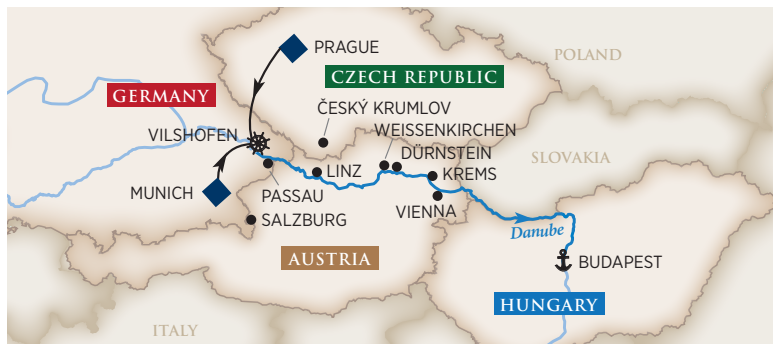 PRAGUE
POLAND
CZECH REPUBLIC
GERMANY
ČESKÝ KRUMLOV
VILSHOFEN
WEISSENKIRCHEN
DÜRNSTEIN
SLOVAKIA
LINZ
KREMS
MUNICH
PASSAU
VIENNA
SALZBURG
Danube
AUSTRIA
BUDAPEST
HUNGARY
ITALY